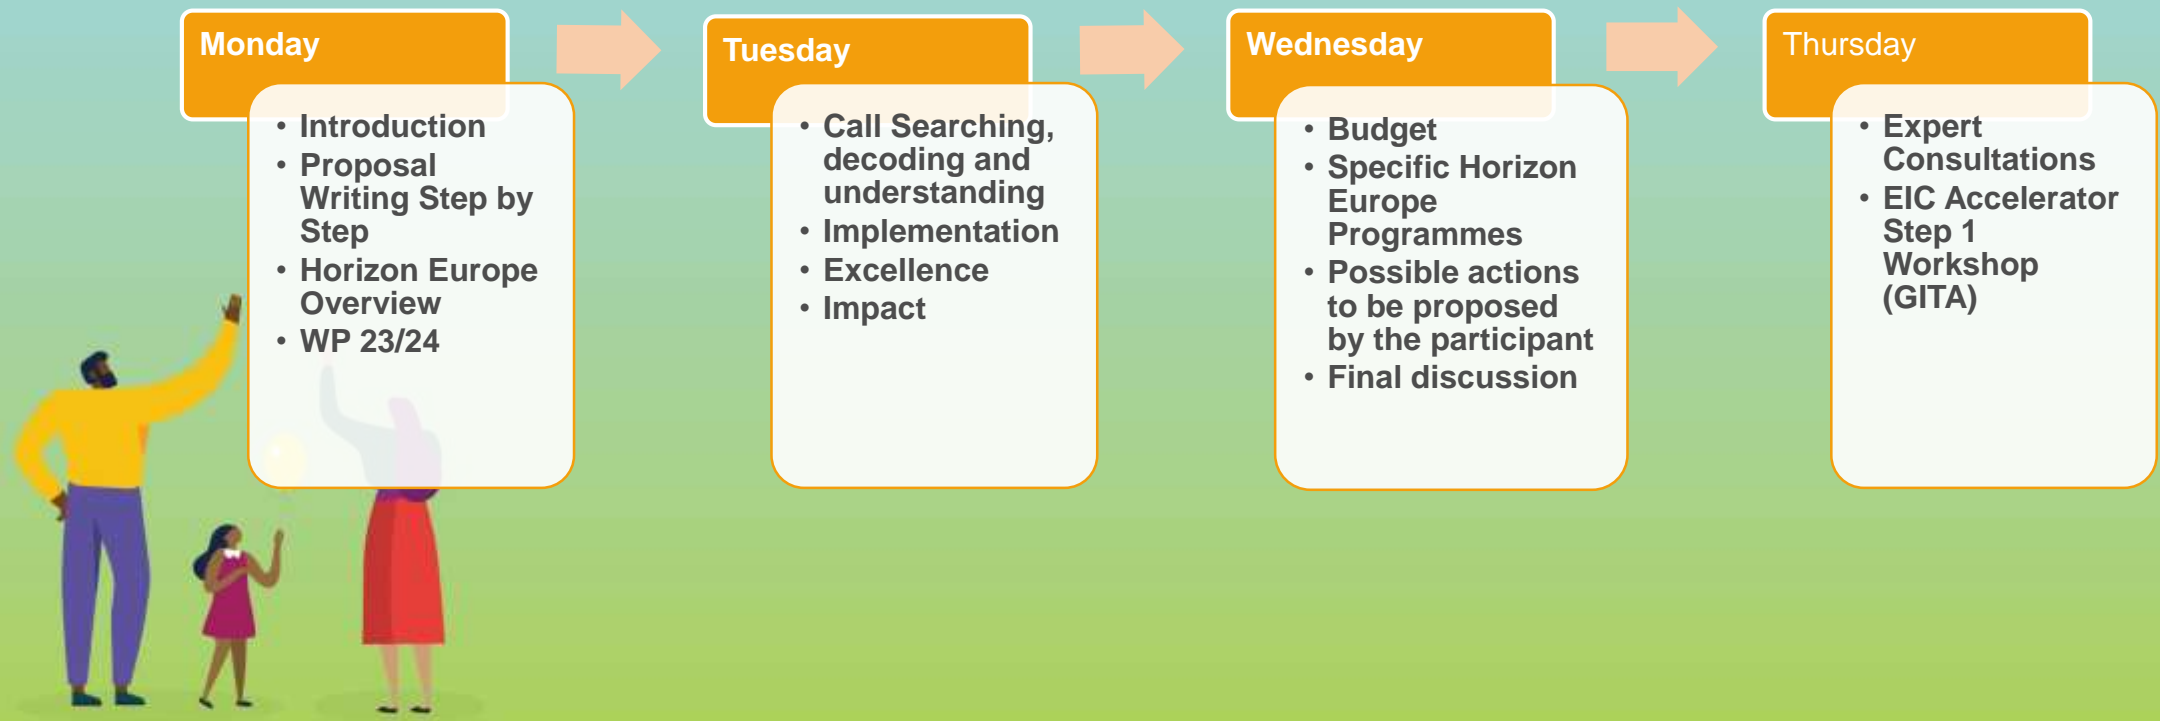 Monday
• Introduction
• Proposal
Writing Step by
Step
• Horizon Europe
Overview
• WP 23/24
Tuesday
• Call Searching,
decoding and
understanding
• Implementation
• Excellence
• Impact
Wednesday
• Budget
• Specific Horizon
Europe
Programmes
• Possible actions
to be proposed
by the participant
• Final discussion
Thursday
• Expert
Consultations
• EIC Accelerator
Step 1
Workshop
(GITA)